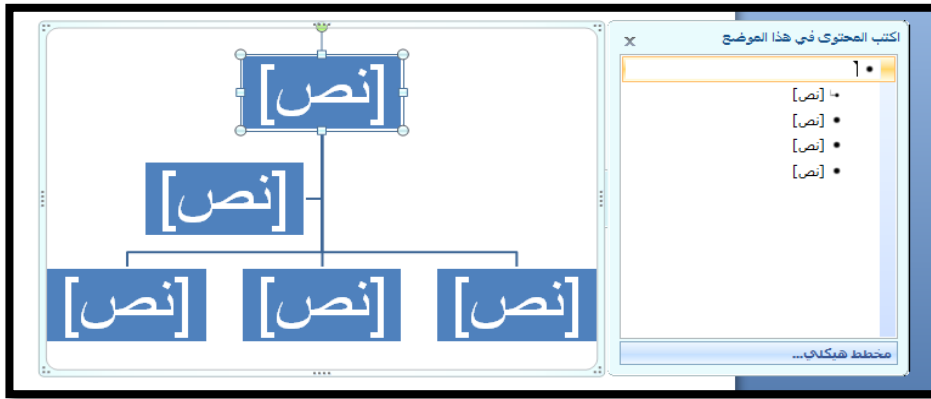 اكتب المحتوى في هذا الموضع
x
[نص]
[نص]
[نص]
[نص]
مخطط هيكلي...
[نص]
[نص]
[نص] [نص] [نص]